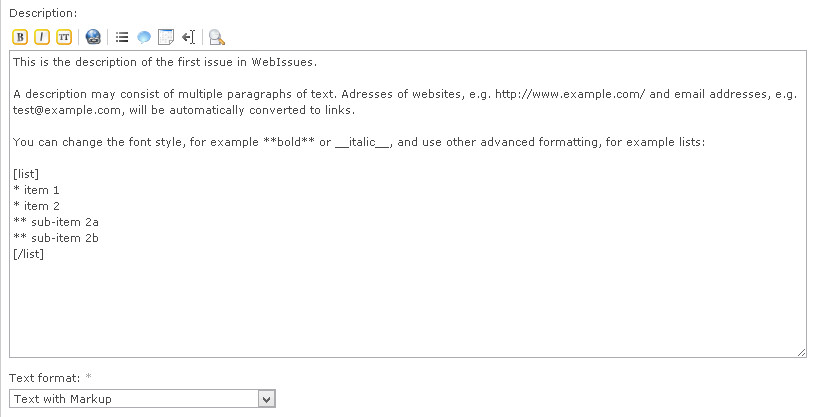 Description:
B I TT
This is the description of the first issue in WebIssues.
A description may consist of multiple paragraphs of text. Adresses of websites, e.g. http://www.example.com/ and email addresses, e.g.
test@example.com, will be automatically converted to links.
You can change the font style, for example **bold** or __italic__, and use other advanced formatting, for example lists:
[list]
* item 1
* item 2
** sub-item 2a
** sub-item 2b
[/list]
Text format: *
Text with Markup